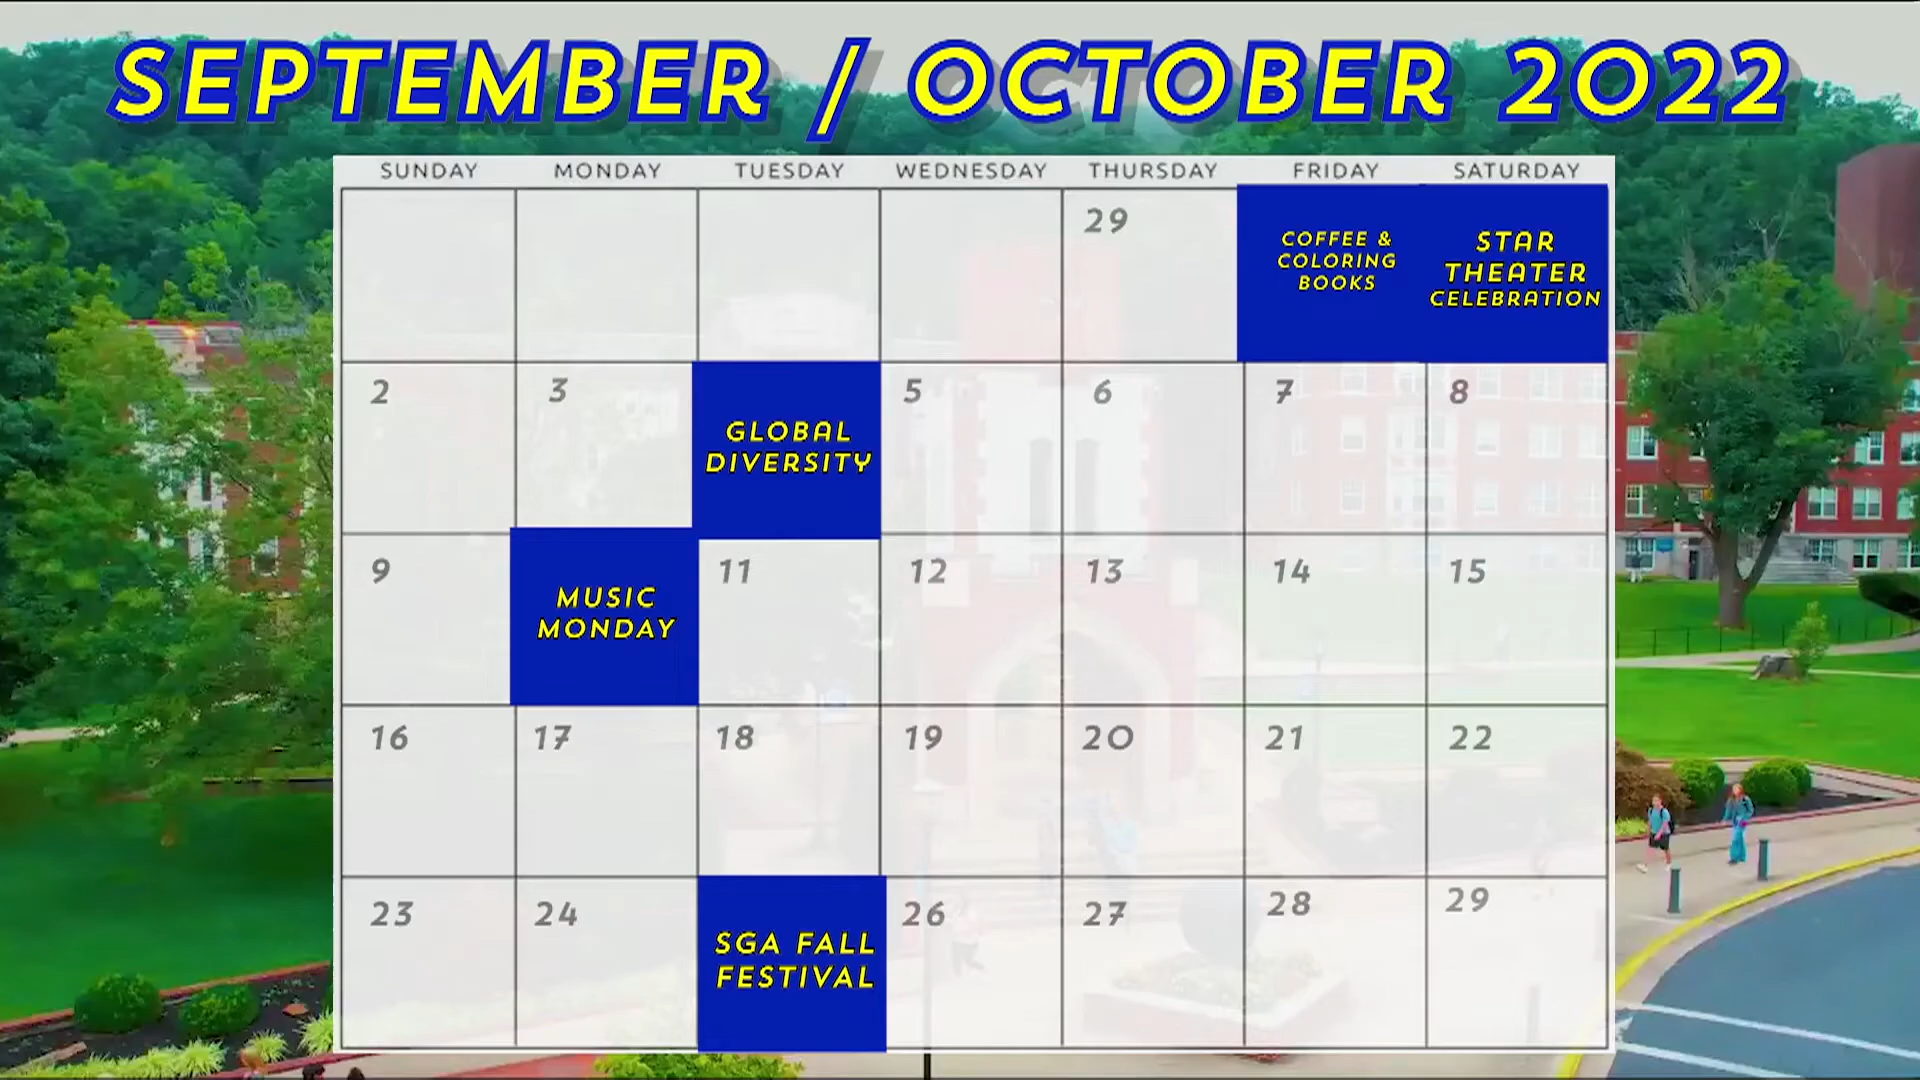 SEPTEMBER / OCTOBER 2022
SUNDAY MONDAY TUESDAY WEDNESDAY THURSDAY FRIDAY SATURDAY
29
COFFEE &
COLORING
BOOKS
STAR
THEATER
CELEBRATION
2 3
GLOBAL
DIVERSITY
5 6 7 8
9
MUSIC
MONDAY
11 12 13 14 15
16 17 18 19 20 21 22
23 24
SGA FALL
FESTIVAL
26 27 28 29